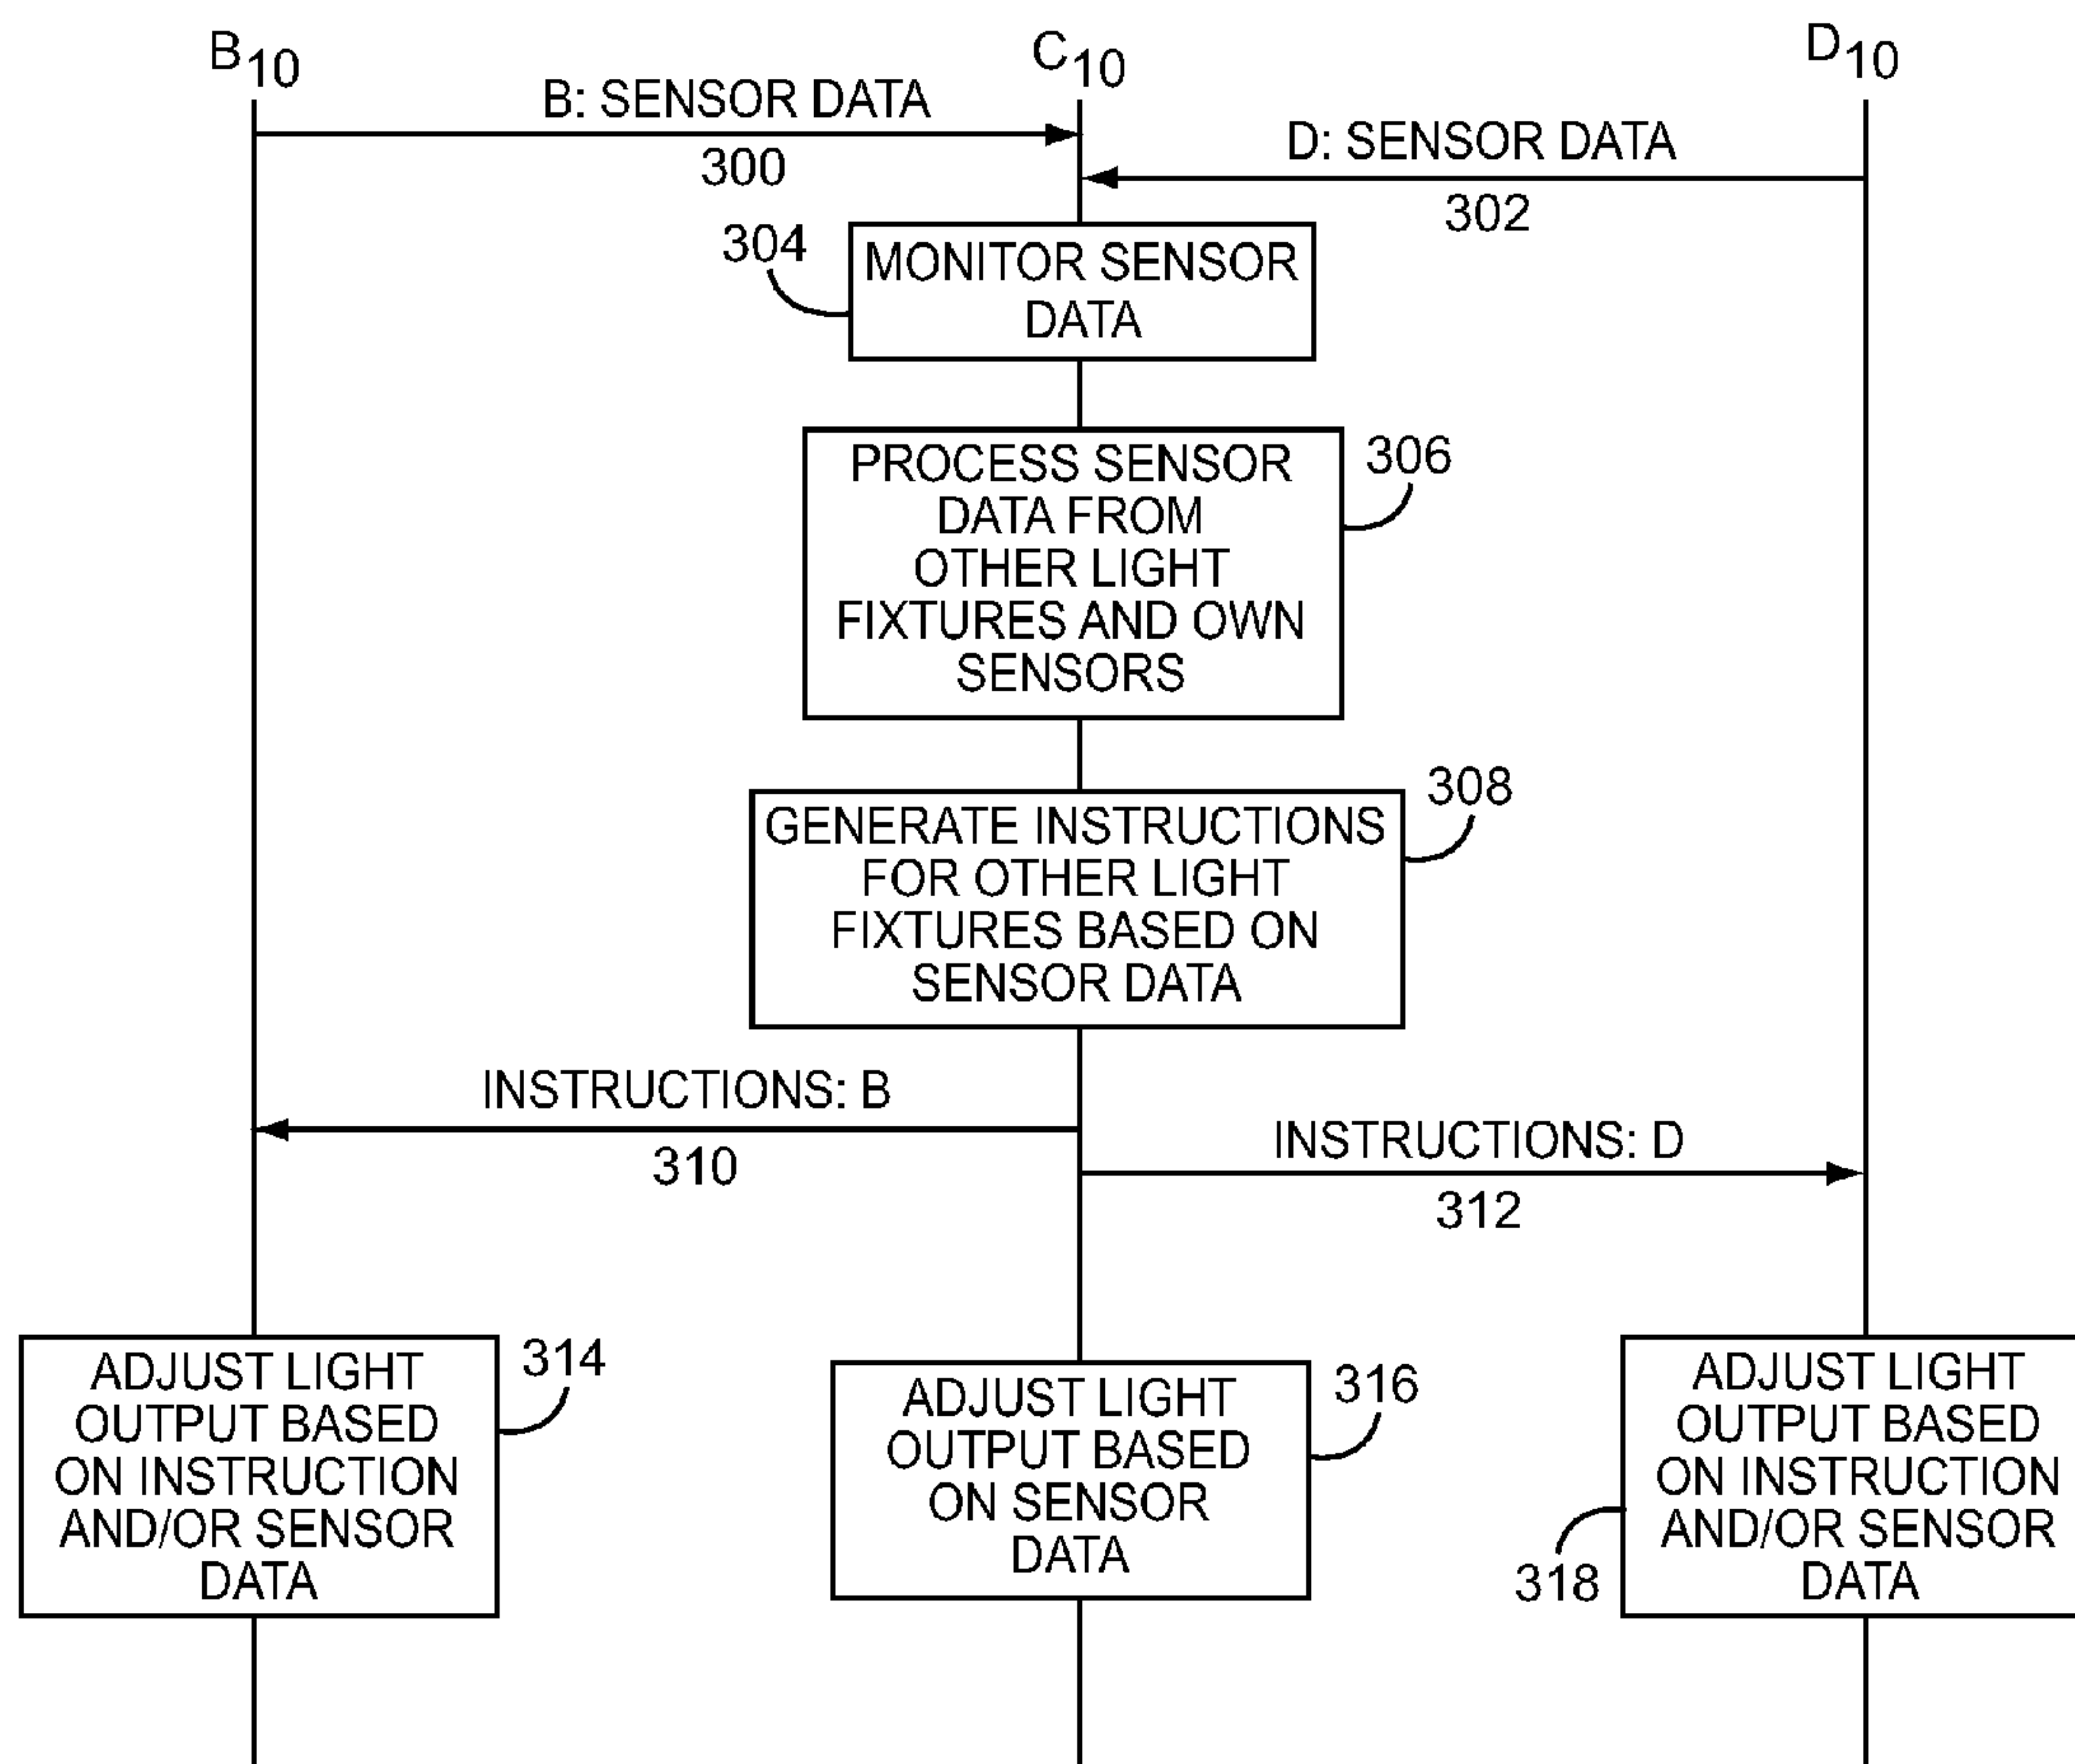 B10
C10
D10
B: SENSOR DATA
300
D: SENSOR DATA
302
304
MONITOR SENSOR
DATA
PROCESS SENSOR
DATA FROM
OTHER LIGHT
FIXTURES AND OWN
SENSORS
306
GENERATE INSTRUCTIONS
FOR OTHER LIGHT
FIXTURES BASED ON
SENSOR DATA
308
INSTRUCTIONS: B
310
INSTRUCTIONS: D
312
ADJUST LIGHT
OUTPUT BASED
ON INSTRUCTION
AND/OR SENSOR
DATA
314
ADJUST LIGHT
OUTPUT BASED
ON SENSOR
DATA
316
ADJUST LIGHT
OUTPUT BASED
ON INSTRUCTION
AND/OR SENSOR
DATA
318